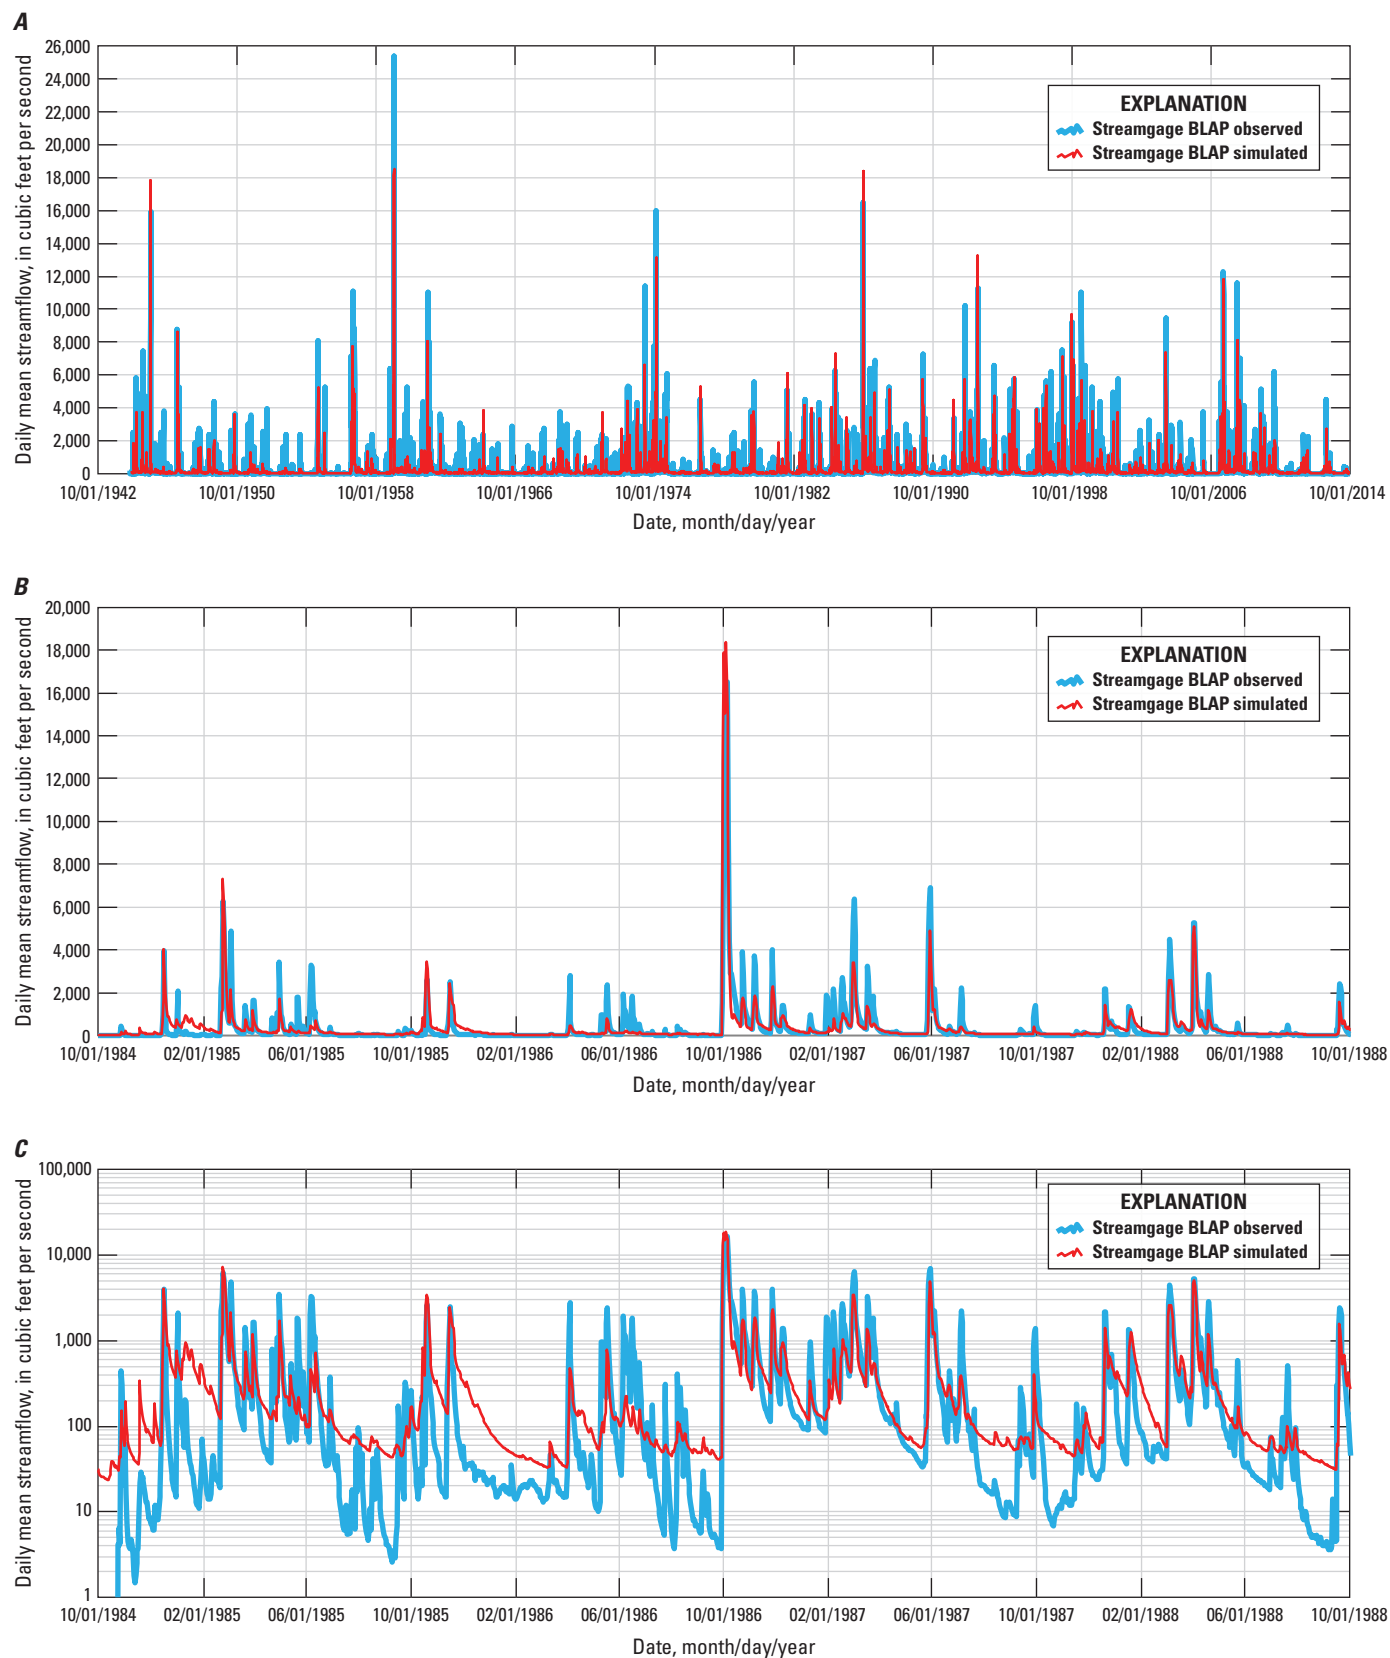 A
Daily mean streamflow, in cubic feet per second
26,000
24,000
22,000
20,000
18,000
16,000
14,000
12,000
10,000
8,000
6,000
4,000
2,000
0
EXPLANATION
Streamgage BLAP observed
Streamgage BLAP simulated
10/01/1942 10/01/1950 10/01/1958 10/01/1966 10/01/1974 10/01/1982 10/01/1990 10/01/1998 10/01/2006 10/01/2014
Date, month/day/year
B
Daily mean streamflow, in cubic feet per second
20,000
18,000
16,000
14,000
12,000
10,000
8,000
6,000
4,000
2,000
0
EXPLANATION
Streamgage BLAP observed
Streamgage BLAP simulated
10/01/1984 02/01/1985 06/01/1985 10/01/1985 02/01/1986 06/01/1986 10/01/1986 02/01/1987 06/01/1987 10/01/1987 02/01/1988 06/01/1988 10/01/1988
Date, month/day/year
C
Daily mean streamflow, in cubic feet per second
100,000
10,000
1,000
100
10
1
EXPLANATION
Streamgage BLAP observed
Streamgage BLAP simulated
10/01/1984 02/01/1985 06/01/1985 10/01/1985 02/01/1986 06/01/1986 10/01/1986 02/01/1987 06/01/1987 10/01/1987 02/01/1988 06/01/1988 10/01/1988
Date, month/day/year